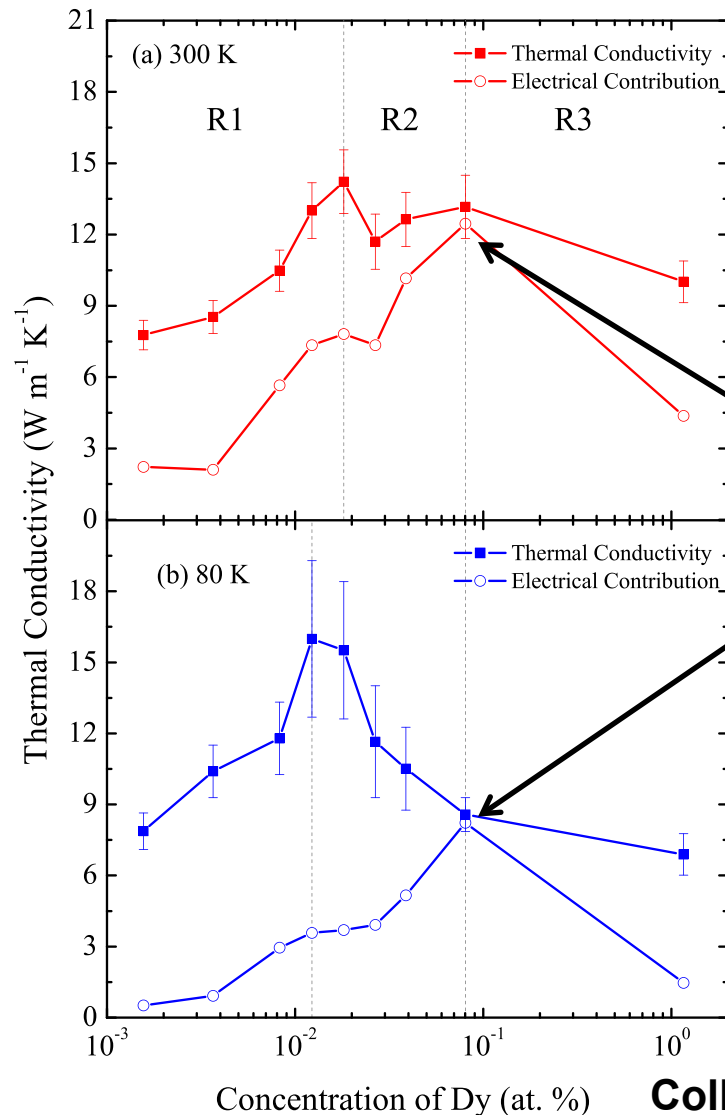 21
(a) 300 K
Thermal Conductivity
Electrical Contribution
18
R1 R2 R3
15
12
9
6
3
0
Thermal Conductivity (W m⁻¹ K⁻¹)
(b) 80 K
Thermal Conductivity
Electrical Contribution
18
15
12
9
6
3
0
10⁻³ 10⁻² 10⁻¹ 10⁰
Concentration of Dy (at. %)
Coll